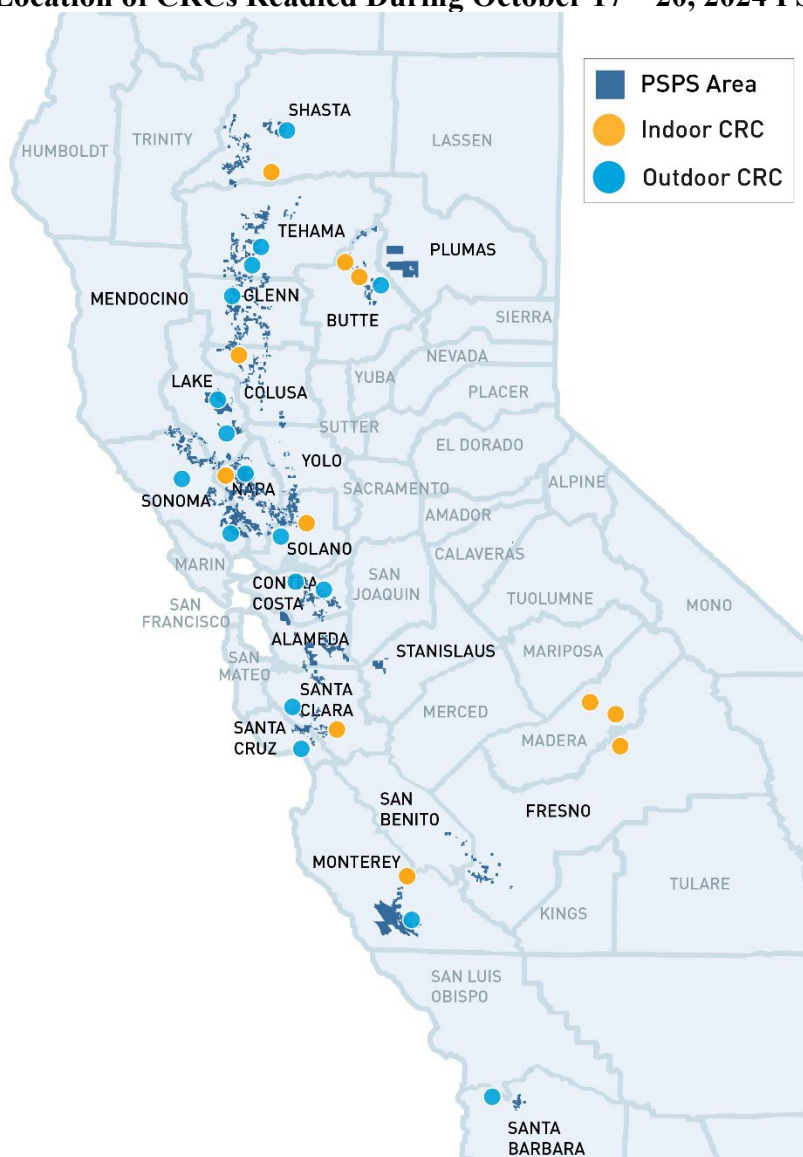 Location of CRCs Readied During October 17 – 20, 2024 PS
PSPS Area
Indoor CRC
Outdoor CRC
SHASTA
TRINITY
HUMBOLDT
LASSEN
TEHAMA
PLUMAS
MENDOCINO
GLENN
BUTTE
SIERRA
NEVADA
YUBA
LAKE
COLUSA
PLACER
SUTTER
EL DORADO
YOLO
ALPINE
NAPA
SACRAMENTO
SONOMA
AMADOR
SOLANO
CALAVERAS
MARIN
CONTRA
COSTA
SAN
JOAQUIN
TUOLUMNE
MONO
SAN
FRANCISCO
ALAMEDA
STANISLAUS
MARIPOSA
SAN
MATEO
SANTA
CLARA
MERCED
SANTA
CRUZ
MADERA
SAN
BENITO
FRESNO
MONTEREY
TULARE
KINGS
SAN LUIS
OBISPO
SANTA
BARBARA